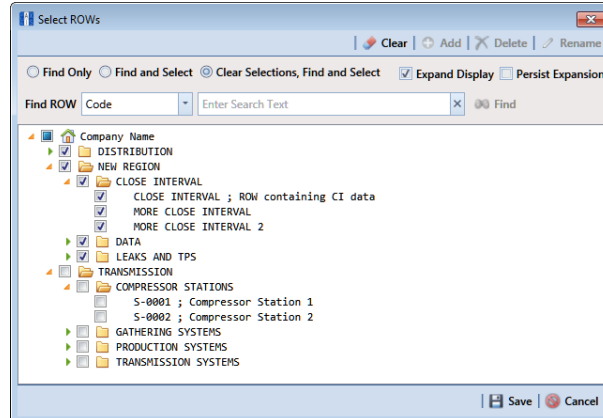 Select ROWs
Clear | Add | Delete | Rename
Find Only Find and Select Clear Selections, Find and Select Expand Display Persist Expansion
Find ROW Code Enter Search Text Find
Company Name
DISTRIBUTION
NEW REGION
CLOSE INTERVAL
CLOSE INTERVAL ; ROW containing CI data
MORE CLOSE INTERVAL
MORE CLOSE INTERVAL 2
DATA
LEAKS AND TPS
TRANSMISSION
COMPRESSOR STATIONS
S-0001 ; Compressor Station 1
S-0002 ; Compressor Station 2
GATHERING SYSTEMS
PRODUCTION SYSTEMS
TRANSMISSION SYSTEMS
Save | Cancel